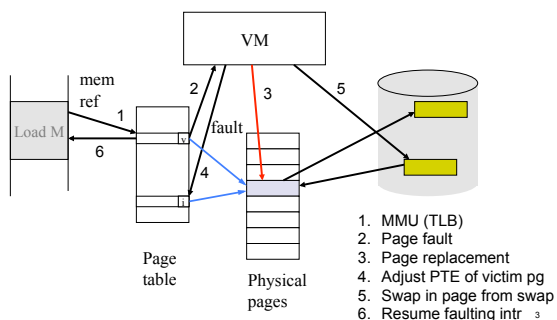 VM
mem
ref
Load M
1
6
2
fault
4
3
5
v
i
Page
table
Physical
pages
1. MMU (TLB)
2. Page fault
3. Page replacement
4. Adjust PTE of victim pg
5. Swap in page from swap
6. Resume faulting intr
3